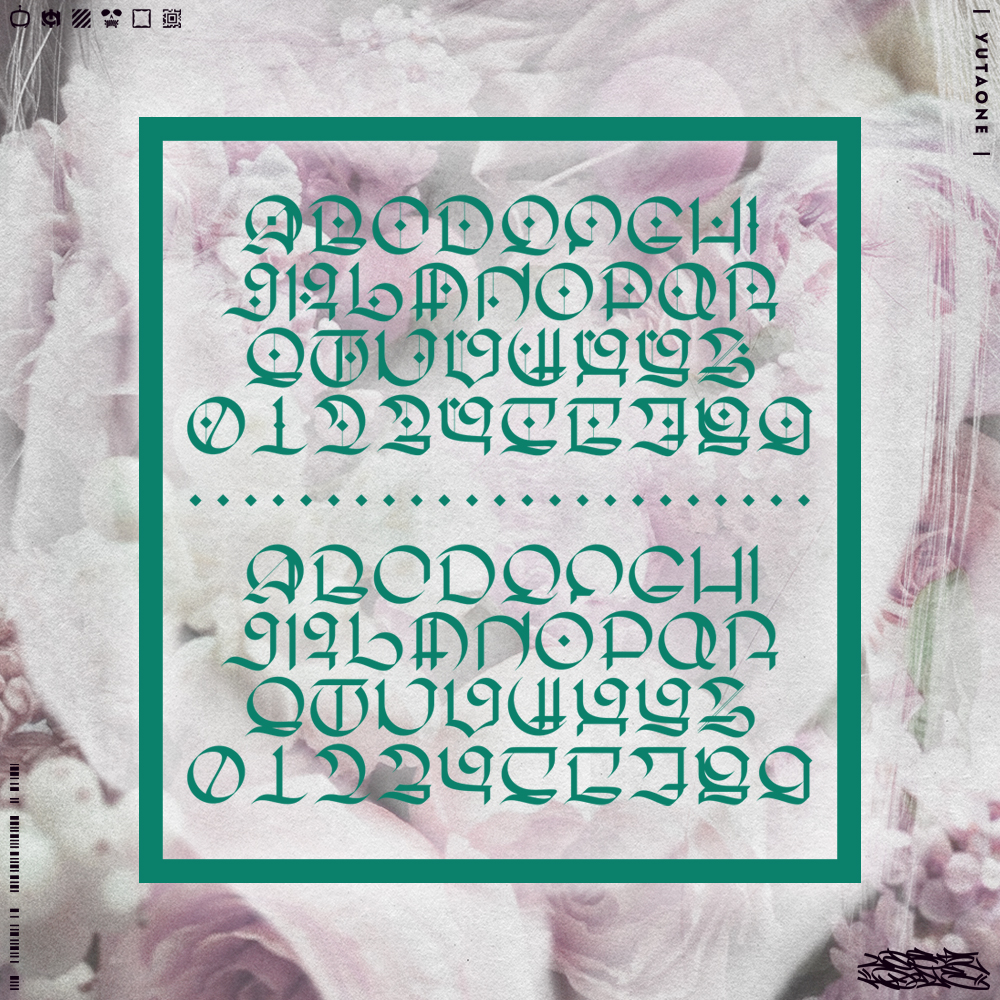 | YUTAONE |
ABCDEFGHI
JKLMNOPQR
STUVWXYZ
0123456789
ABCDEFGHI
JKLMNOPQR
STUVWXYZ
0123456789